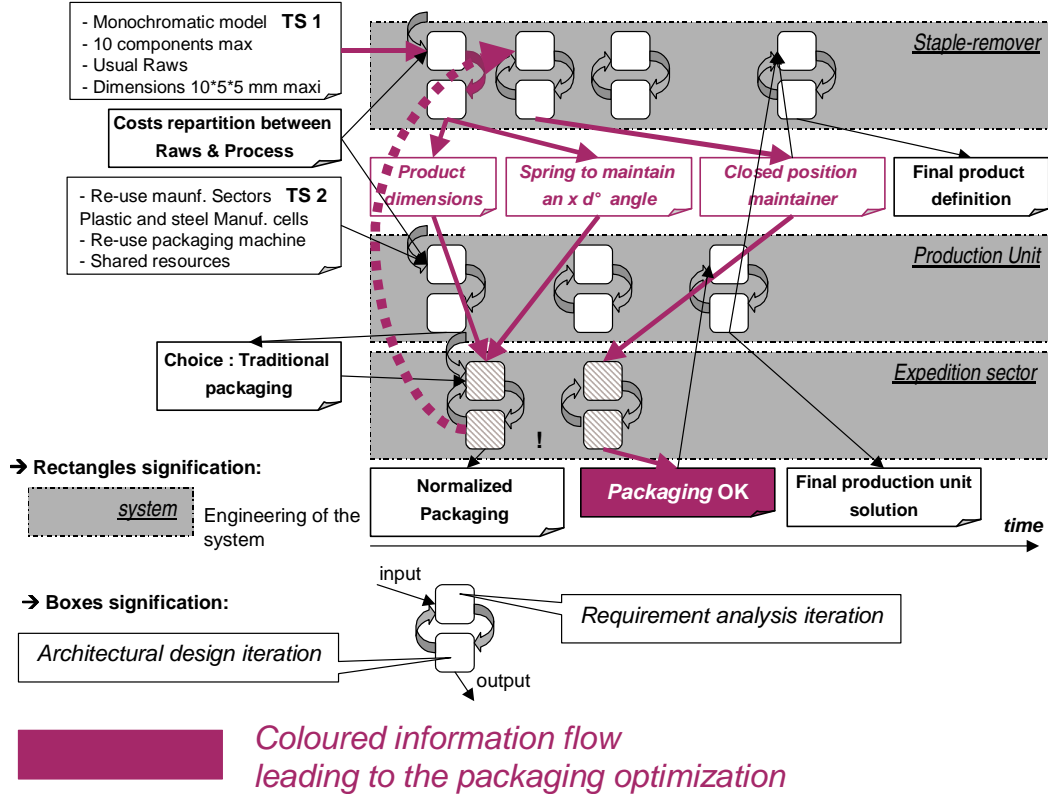 - Monochromatic model TS 1
- 10 components max
- Usual Raws
- Dimensions 10*5*5 mm maxi
Staple-remover
Costs repartition between
Raws & Process
Product
dimensions
Spring to maintain
an x d° angle
Closed position
maintainer
Final product
definition
- Re-use maunf. Sectors TS 2
Plastic and steel Manuf. cells
- Re-use packaging machine
- Shared resources
Production Unit
Choice : Traditional
packaging
Expedition sector
!
→ Rectangles signification:
system
Engineering of the
system
Normalized
Packaging
Packaging OK
Final production unit
solution
time
→ Boxes signification:
input
Requirement analysis iteration
Architectural design iteration
output
Coloured information flow
leading to the packaging optimization